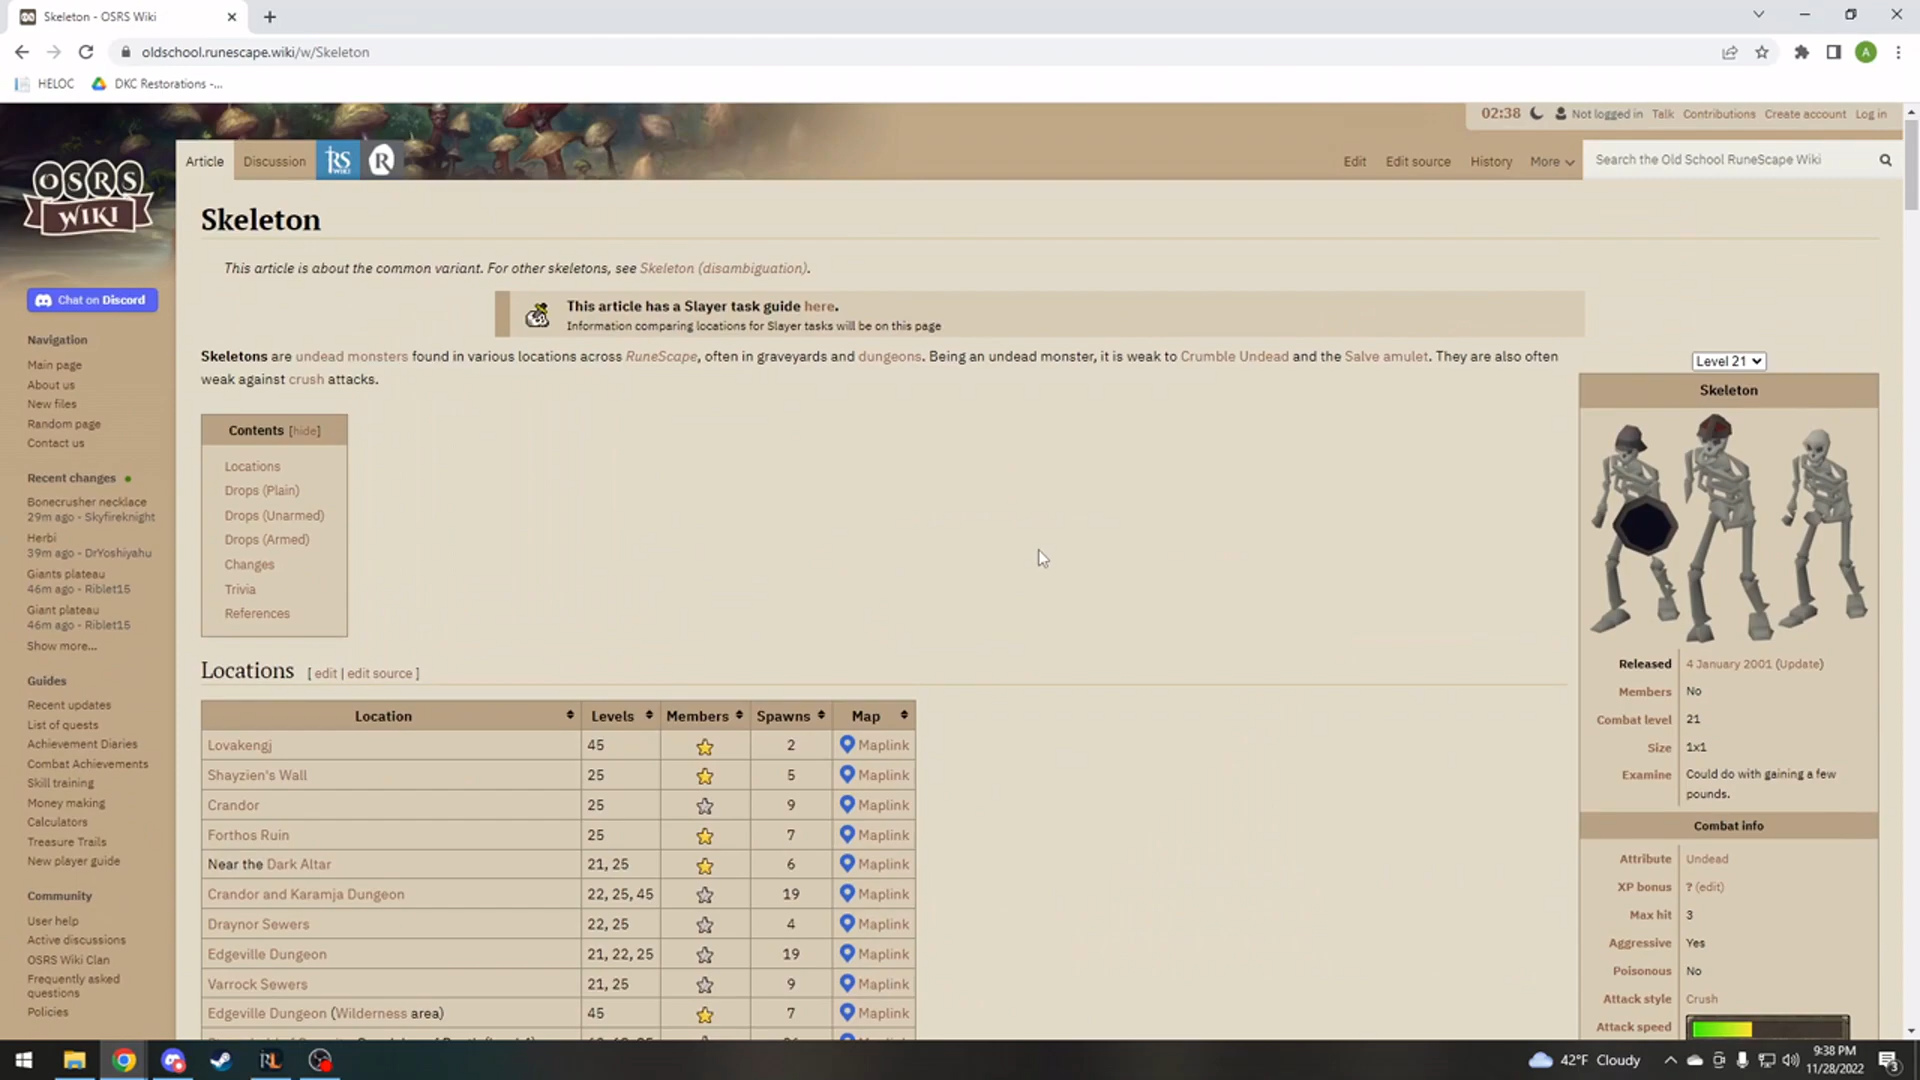 Skeleton - OSRS Wiki
oldschool.runescape.wiki/w/Skeleton
A
HELOC
DKC Restorations -...
02:38
Not logged in
Talk
Contributions
Create account
Log in
OSRS
WIKI
Article
Discussion
RS
WIKI
R
Edit
Edit source
History
More
Search the Old School RuneScape Wiki
Skeleton
This article is about the common variant. For other skeletons, see Skeleton (disambiguation).
This article has a Slayer task guide here.
Information comparing locations for Slayer tasks will be on this page
Skeletons are undead monsters found in various locations across RuneScape, often in graveyards and dungeons. Being an undead monster, it is weak to Crumble Undead and the Salve amulet. They are also often
weak against crush attacks.
Chat on Discord
Navigation
Main page
About us
New files
Random page
Contact us
Recent changes
Bonecrusher necklace
29m ago - Skyfireknight
Herbi
39m ago - DrYoshiyahu
Giants plateau
46m ago - Riblet15
Giant plateau
46m ago - Riblet15
Show more...
Guides
Recent updates
List of quests
Achievement Diaries
Combat Achievements
Skill training
Money making
Calculators
Treasure Trails
New player guide
Community
User help
Active discussions
OSRS Wiki Clan
Frequently asked
questions
Policies
Contents [hide]
Locations
Drops (Plain)
Drops (Unarmed)
Drops (Armed)
Changes
Trivia
References
Locations [ edit | edit source ]
Location Levels Members Spawns Map
Lovakengj 45 2 Maplink
Shayzien's Wall 25 5 Maplink
Crandor 25 9 Maplink
Forthos Ruin 25 7 Maplink
Near the Dark Altar 21, 25 6 Maplink
Crandor and Karamja Dungeon 22, 25, 45 19 Maplink
Draynor Sewers 22, 25 4 Maplink
Edgeville Dungeon 21, 22, 25 19 Maplink
Varrock Sewers 21, 25 9 Maplink
Edgeville Dungeon (Wilderness area) 45 7 Maplink
Level 21
Skeleton
Released 4 January 2001 (Update)
Members No
Combat level 21
Size 1x1
Examine Could do with gaining a few
pounds.
Combat info
Attribute Undead
XP bonus ? (edit)
Max hit 3
Aggressive Yes
Poisonous No
Attack style Crush
Attack speed
RL
42°F Cloudy
9:38 PM
11/28/2022
3